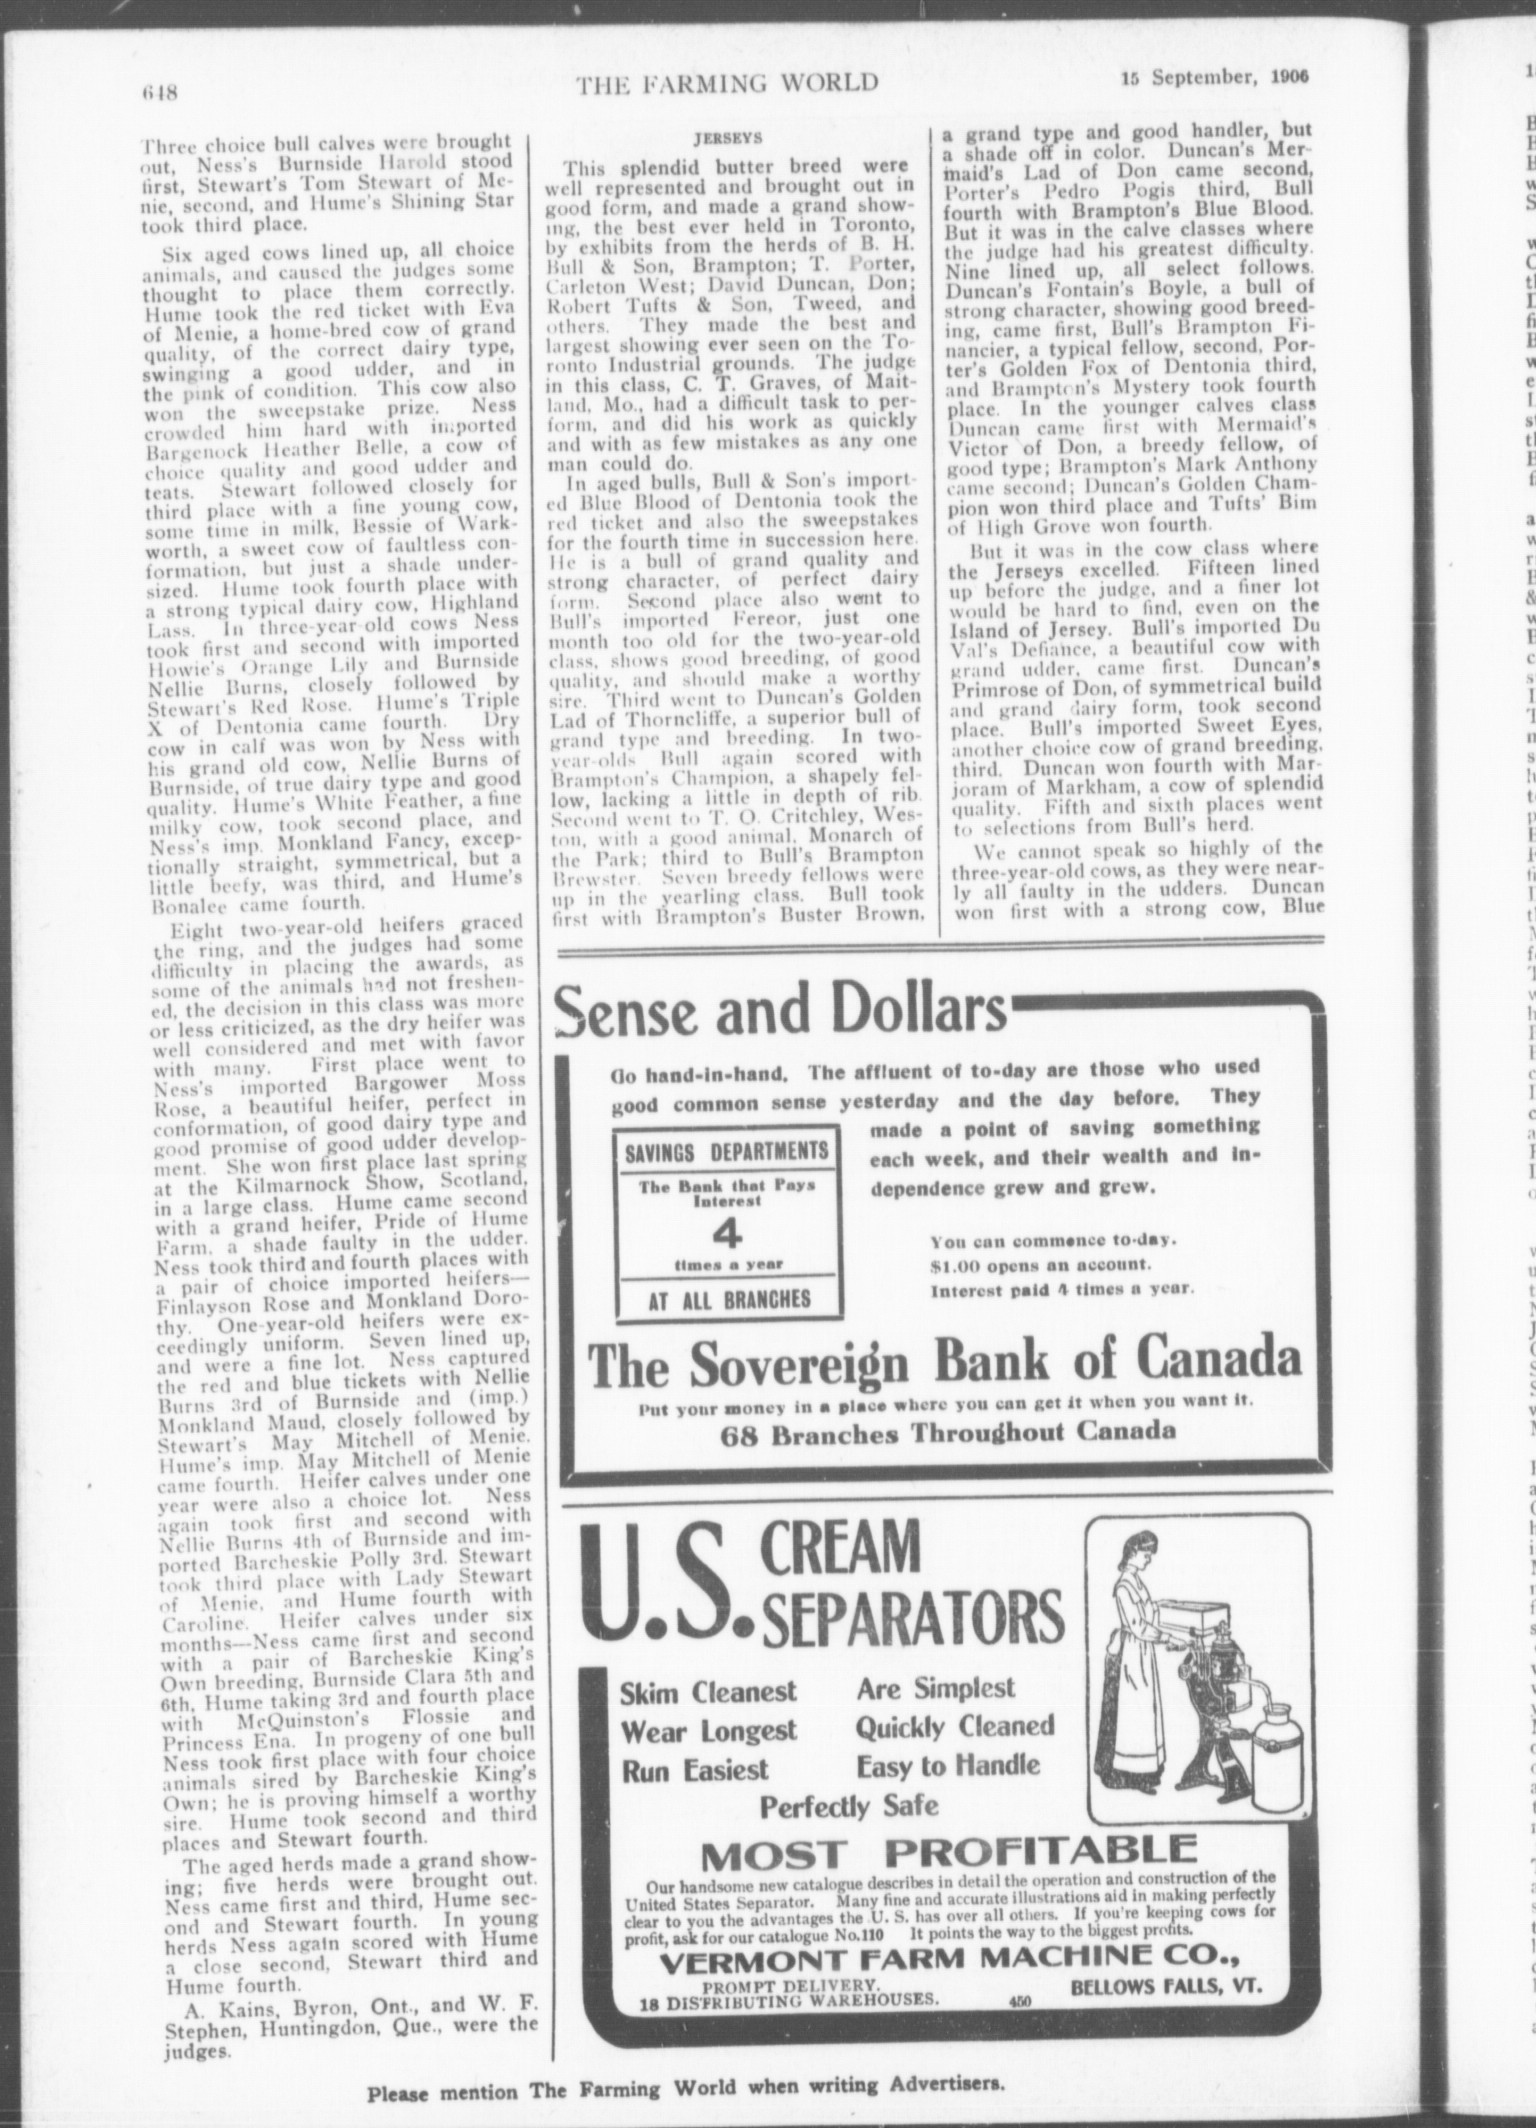 648
THE FARMING WORLD
15 September, 1906
Three choice bull calves were brought
out, Ness's Burnside Harold stood
first, Stewart's Tom Stewart of Me-
nie, second, and Hume's Shining Star
took third place.
Six aged cows lined up, all choice
animals, and caused the judges some
thought to place them correctly.
Hume took the red ticket with Eva
of Menie, a home-bred cow of grand
quality, of the correct dairy type,
swinging a good udder, and in
the pink of condition. This cow also
won the sweepstake prize. Ness
crowded him hard with imported
Bargenock Heather Belle, a cow of
choice quality and good udder and
teats. Stewart followed closely for
third place with a fine young cow,
some time in milk, Bessie of Wark-
worth, a sweet cow of faultless con-
formation, but just a shade under-
sized. Hume took fourth place with
a strong typical dairy cow, Highland
Lass. In three-year-old cows Ness
took first and second with imported
Howie's Orange Lily and Burnside
Nellie Burns, closely followed by
Stewart's Red Rose. Hume's Triple
X of Dentonia came fourth. Dry
cow in calf was won by Ness with
his grand old cow, Nellie Burns of
Burnside, of true dairy type and good
quality. Hume's White Feather, a fine
milky cow, took second place, and
Ness's imp. Monkland Fancy, excep-
tionally straight, symmetrical, but a
little beefy, was third, and Hume's
Bonalee came fourth.
Eight two-year-old heifers graced
the ring, and the judges had some
difficulty in placing the awards, as
some of the animals had not freshen-
ed, the decision in this class was more
or less criticized, as the dry heifer was
well considered and met with favor
with many. First place went to
Ness's imported Bargower Moss
Rose, a beautiful heifer, perfect in
conformation, of good dairy type and
good promise of good udder develop-
ment. She won first place last spring
at the Kilmarnock Show, Scotland,
in a large class. Hume came second
with a grand heifer, Pride of Hume
Farm, a shade faulty in the udder.
Ness took third and fourth places with
a pair of choice imported heifers—
Finlayson Rose and Monkland Doro-
thy. One-year-old heifers were ex-
ceedingly uniform. Seven lined up,
and were a fine lot. Ness captured
the red and blue tickets with Nellie
Burns 3rd of Burnside and (imp.)
Monkland Maud, closely followed by
Stewart's May Mitchell of Menie.
Hume's imp. May Mitchell of Menie
came fourth. Heifer calves under one
year were also a choice lot. Ness
again took first and second with
Nellie Burns 4th of Burnside and im-
ported Barcheskie Polly 3rd. Stewart
took third place with Lady Stewart
of Menie, and Hume fourth with
Caroline. Heifer calves under six
months—Ness came first and second
with a pair of Barcheskie King's
Own breeding, Burnside Clara 5th and
6th, Hume taking 3rd and fourth place
with McQuinston's Flossie and
Princess Ena. In progeny of one bull
Ness took first place with four choice
animals sired by Barcheskie King's
Own; he is proving himself a worthy
sire. Hume took second and third
places and Stewart fourth.
The aged herds made a grand show-
ing; five herds were brought out.
Ness came first and third, Hume sec-
ond and Stewart fourth. In young
herds Ness again scored with Hume
a close second, Stewart third and
Hume fourth.
A. Kains, Byron, Ont., and W. F.
Stephen, Huntingdon, Que., were the
judges.
JERSEYS
This splendid butter breed were
well represented and brought out in
good form, and made a grand show-
ing, the best ever held in Toronto,
by exhibits from the herds of B. H.
Bull & Son, Brampton; T. Porter,
Carleton West; David Duncan, Don;
Robert Tufts & Son, Tweed, and
others. They made the best and
largest showing ever seen on the To-
ronto Industrial grounds. The judge
in this class, C. T. Graves, of Mait-
land, Mo., had a difficult task to per-
form, and did his work as quickly
and with as few mistakes as any one
man could do.
In aged bulls, Bull & Son's import-
ed Blue Blood of Dentonia took the
red ticket and also the sweepstakes
for the fourth time in succession here.
He is a bull of grand quality and
strong character, of perfect dairy
form. Second place also went to
Bull's imported Fereor, just one
month too old for the two-year-old
class, shows good breeding, of good
quality, and should make a worthy
sire. Third went to Duncan's Golden
Lad of Thorncliffe, a superior bull of
grand type and breeding. In two-
year-olds Bull again scored with
Brampton's Champion, a shapely fel-
low, lacking a little in depth of rib.
Second went to T. O. Critchley, Wes-
ton, with a good animal, Monarch of
the Park; third to Bull's Brampton
Brewster. Seven breedy fellows were
up in the yearling class. Bull took
first with Brampton's Buster Brown,
a grand type and good handler, but
a shade off in color. Duncan's Mer-
maid's Lad of Don came second,
Porter's Pedro Pogis third, Bull
fourth with Brampton's Blue Blood.
But it was in the calve classes where
the judge had his greatest difficulty.
Nine lined up, all select follows.
Duncan's Fontain's Boyle, a bull of
strong character, showing good breed-
ing, came first, Bull's Brampton Fi-
nancier, a typical fellow, second, Por-
ter's Golden Fox of Dentonia third,
and Brampton's Mystery took fourth
place. In the younger calves class
Duncan came first with Mermaid's
Victor of Don, a breedy fellow, of
good type; Brampton's Mark Anthony
came second; Duncan's Golden Cham-
pion won third place and Tufts' Bim
of High Grove won fourth.
But it was in the cow class where
the Jerseys excelled. Fifteen lined
up before the judge, and a finer lot
would be hard to find, even on the
Island of Jersey. Bull's imported Du
Val's Defiance, a beautiful cow with
grand udder, came first. Duncan's
Primrose of Don, of symmetrical build
and grand dairy form, took second
place. Bull's imported Sweet Eyes,
another choice cow of grand breeding,
third. Duncan won fourth with Mar-
joram of Markham, a cow of splendid
quality. Fifth and sixth places went
to selections from Bull's herd.
We cannot speak so highly of the
three-year-old cows, as they were near-
ly all faulty in the udders. Duncan
won first with a strong cow, Blue
Sense and Dollars
Go hand-in-hand. The affluent of to-day are those who used
good common sense yesterday and the day before. They
made a point of saving something
each week, and their wealth and in-
dependence grew and grew.
SAVINGS DEPARTMENTS
The Bank that Pays
Interest
4
times a year
AT ALL BRANCHES
You can commence to-day.
$1.00 opens an account.
Interest paid 4 times a year.
The Sovereign Bank of Canada
Put your money in a place where you can get it when you want it.
68 Branches Throughout Canada
U.S. CREAM
SEPARATORS
Skim Cleanest Are Simplest
Wear Longest Quickly Cleaned
Run Easiest Easy to Handle
Perfectly Safe
MOST PROFITABLE
Our handsome new catalogue describes in detail the operation and construction of the
United States Separator. Many fine and accurate illustrations aid in making perfectly
clear to you the advantages the U. S. has over all others. If you're keeping cows for
profit, ask for our catalogue No.110 It points the way to the biggest profits.
VERMONT FARM MACHINE CO.,
PROMPT DELIVERY. BELLOWS FALLS, VT.
18 DISTRIBUTING WAREHOUSES. 450
Please mention The Farming World when writing Advertisers.